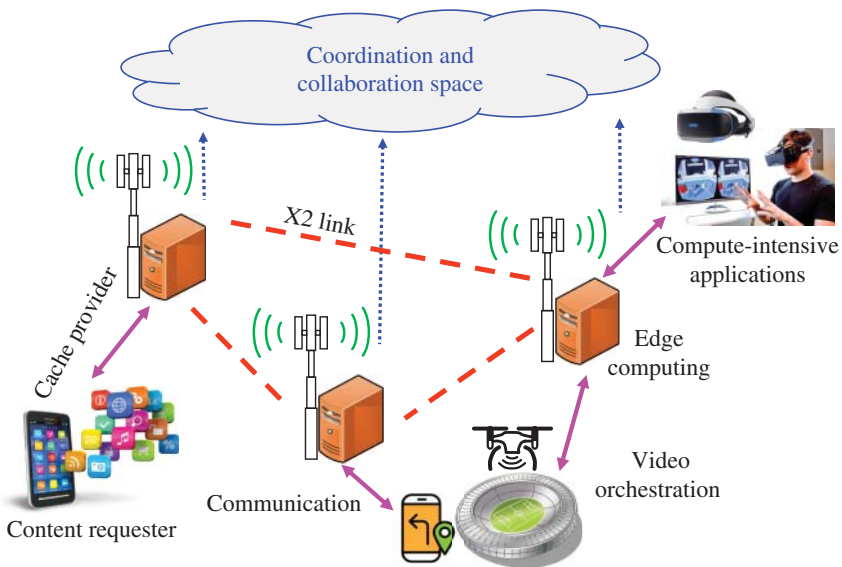 Coordination and
collaboration space
X2 link
Compute-intensive
applications
Cache provider
Edge
computing
Video
orchestration
Communication
Content requester